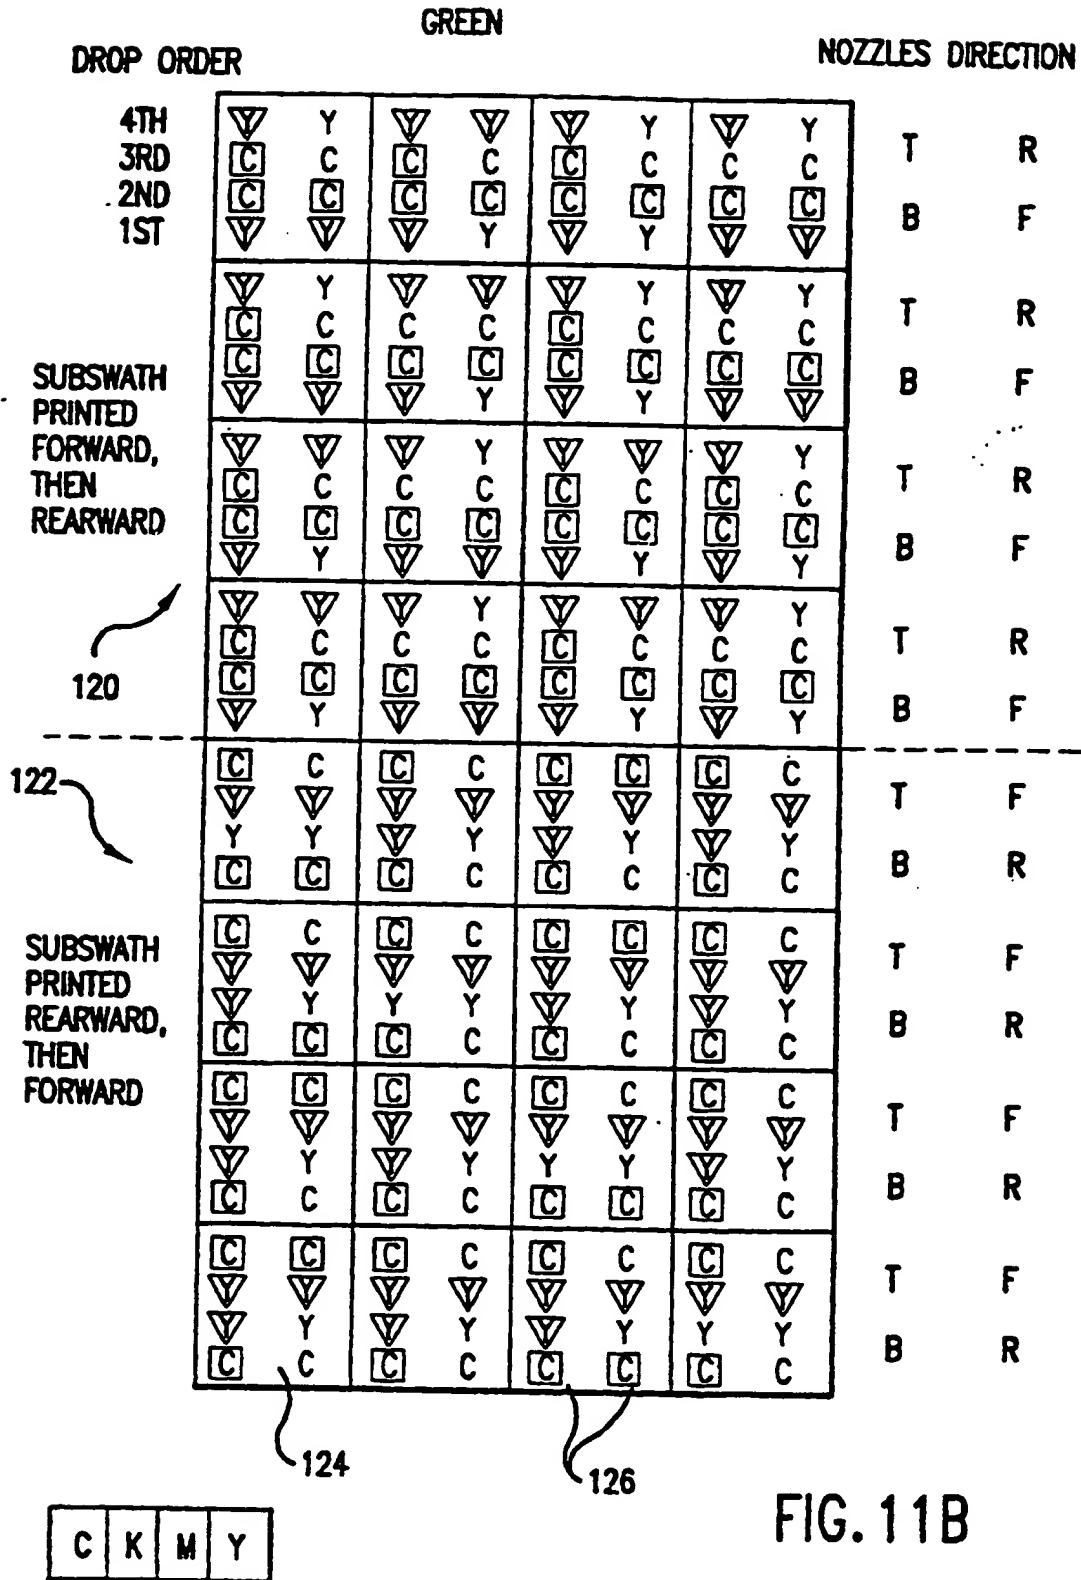 GREEN
DROP ORDER NOZZLES DIRECTION
4TH Y Y Y Y Y Y Y Y
3RD C C C C C C C C T R
2ND C C C C C C C C
1ST Y Y Y Y Y Y Y Y B F
Y Y Y Y Y Y Y Y
C C C C C C C C T R
C C C C C C C C
Y Y Y Y Y Y Y Y B F
SUBSWATH
PRINTED
FORWARD,
THEN
REARWARD
Y Y Y Y Y Y Y Y
C C C C C C C C T R
C C C C C C C C
Y Y Y Y Y Y Y Y B F
120
Y Y Y Y Y Y Y Y
C C C C C C C C T R
C C C C C C C C
Y Y Y Y Y Y Y Y B F
122
C C C C C C C C
Y Y Y Y Y Y Y Y T F
Y Y Y Y Y Y Y Y
C C C C C C C C B R
SUBSWATH
PRINTED
REARWARD,
THEN
FORWARD
C C C C C C C C
Y Y Y Y Y Y Y Y T F
Y Y Y Y Y Y Y Y
C C C C C C C C B R
C C C C C C C C
Y Y Y Y Y Y Y Y T F
Y Y Y Y Y Y Y Y
C C C C C C C C B R
C C C C C C C C
Y Y Y Y Y Y Y Y T F
Y Y Y Y Y Y Y Y
C C C C C C C C B R
124 126
C K M Y
FIG. 11B